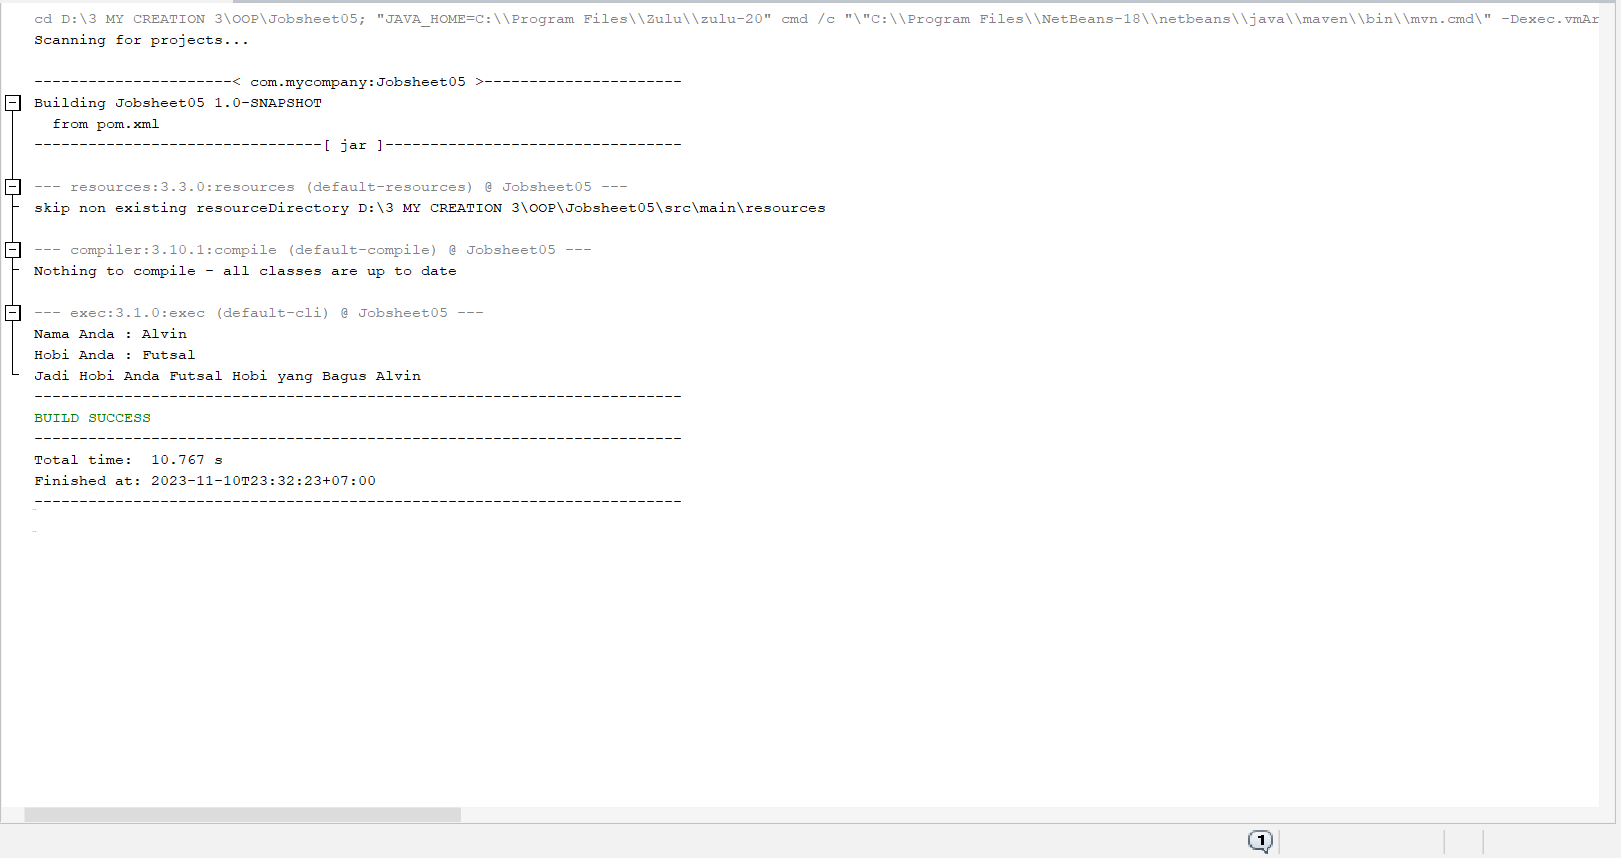 cd D:\3 MY CREATION 3\OOP\Jobsheet05; "JAVA_HOME=C:\\Program Files\\Zulu\\zulu-20" cmd /c "\"C:\\Program Files\\NetBeans-18\\netbeans\\java\\maven\\bin\\mvn.cmd\" -Dexec.vmAr
Scanning for projects...
----------------------< com.mycompany:Jobsheet05 >----------------------
Building Jobsheet05 1.0-SNAPSHOT
  from pom.xml
--------------------------------[ jar ]---------------------------------
--- resources:3.3.0:resources (default-resources) @ Jobsheet05 ---
skip non existing resourceDirectory D:\3 MY CREATION 3\OOP\Jobsheet05\src\main\resources
--- compiler:3.10.1:compile (default-compile) @ Jobsheet05 ---
Nothing to compile - all classes are up to date
--- exec:3.1.0:exec (default-cli) @ Jobsheet05 ---
Nama Anda : Alvin
Hobi Anda : Futsal
Jadi Hobi Anda Futsal Hobi yang Bagus Alvin
------------------------------------------------------------------------
BUILD SUCCESS
------------------------------------------------------------------------
Total time:  10.767 s
Finished at: 2023-11-10T23:32:23+07:00
------------------------------------------------------------------------
1